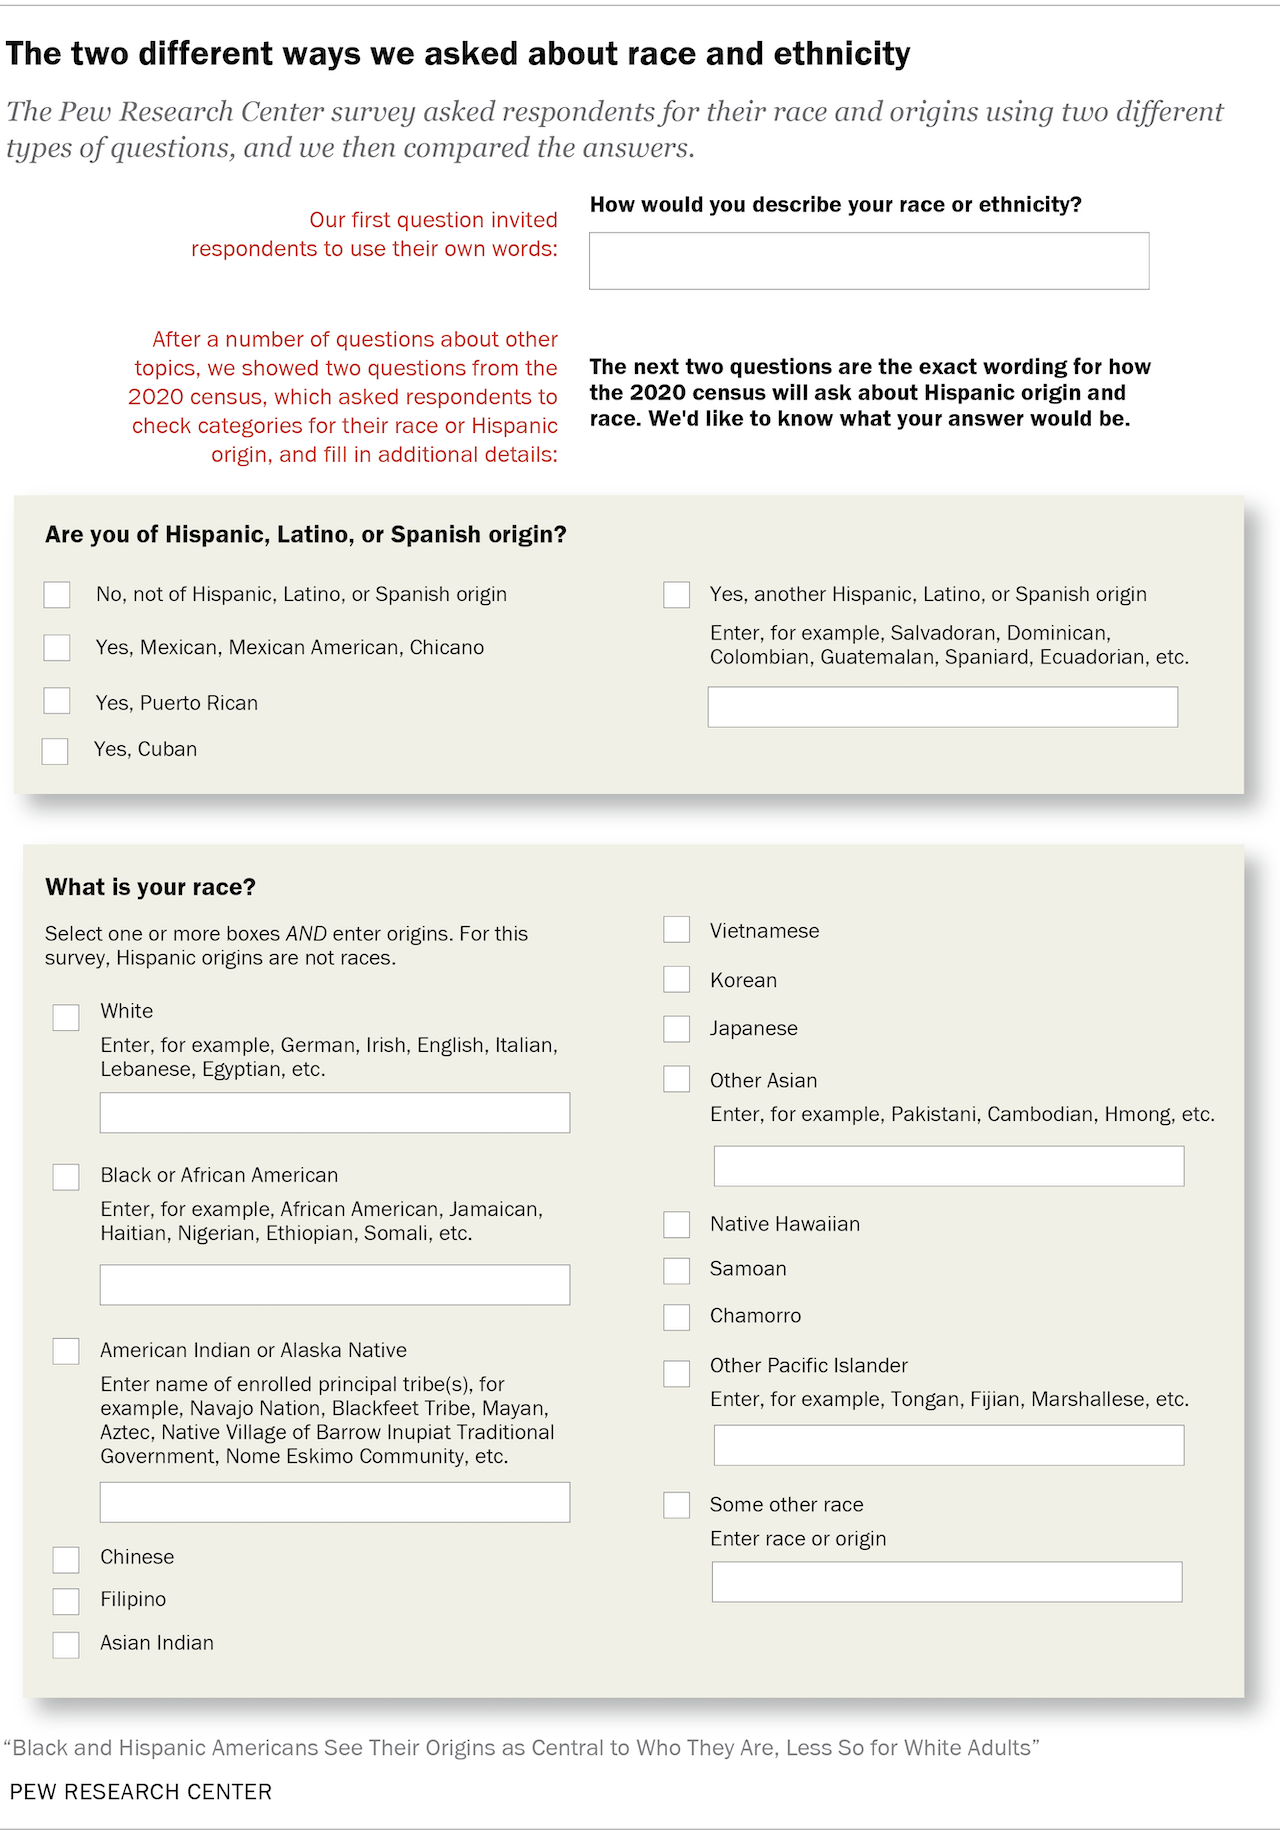 The two different ways we asked about race and ethnicity
The Pew Research Center survey asked respondents for their race and origins using two different
types of questions, and we then compared the answers.
Our first question invited
respondents to use their own words:
How would you describe your race or ethnicity?
After a number of questions about other
topics, we showed two questions from the
2020 census, which asked respondents to
check categories for their race or Hispanic
origin, and fill in additional details:
The next two questions are the exact wording for how
the 2020 census will ask about Hispanic origin and
race. We'd like to know what your answer would be.
Are you of Hispanic, Latino, or Spanish origin?
No, not of Hispanic, Latino, or Spanish origin
Yes, Mexican, Mexican American, Chicano
Yes, Puerto Rican
Yes, Cuban
Yes, another Hispanic, Latino, or Spanish origin
Enter, for example, Salvadoran, Dominican,
Colombian, Guatemalan, Spaniard, Ecuadorian, etc.
What is your race?
Select one or more boxes AND enter origins. For this
survey, Hispanic origins are not races.
White
Enter, for example, German, Irish, English, Italian,
Lebanese, Egyptian, etc.
Black or African American
Enter, for example, African American, Jamaican,
Haitian, Nigerian, Ethiopian, Somali, etc.
American Indian or Alaska Native
Enter name of enrolled principal tribe(s), for
example, Navajo Nation, Blackfeet Tribe, Mayan,
Aztec, Native Village of Barrow Inupiat Traditional
Government, Nome Eskimo Community, etc.
Chinese
Filipino
Asian Indian
Vietnamese
Korean
Japanese
Other Asian
Enter, for example, Pakistani, Cambodian, Hmong, etc.
Native Hawaiian
Samoan
Chamorro
Other Pacific Islander
Enter, for example, Tongan, Fijian, Marshallese, etc.
Some other race
Enter race or origin
“Black and Hispanic Americans See Their Origins as Central to Who They Are, Less So for White Adults”
PEW RESEARCH CENTER